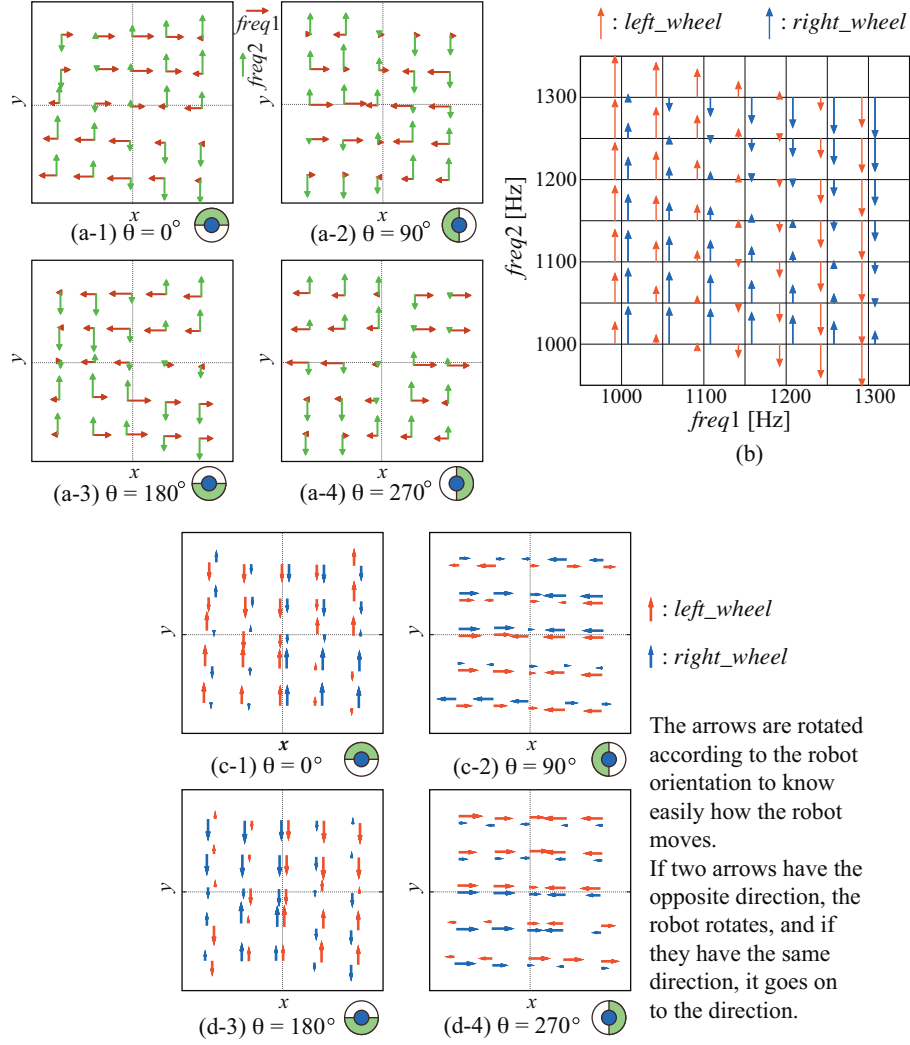 freq1
freq2
: left_wheel
: right_wheel
y
x
(a-1) θ = 0°
y
x
(a-2) θ = 90°
y
x
(a-3) θ = 180°
y
x
(a-4) θ = 270°
freq2 [Hz]
1300
1200
1100
1000
1000
1100
1200
1300
freq1 [Hz]
(b)
y
x
(c-1) θ = 0°
y
x
(c-2) θ = 90°
y
x
(d-3) θ = 180°
y
x
(d-4) θ = 270°
: left_wheel
: right_wheel
The arrows are rotated
according to the robot
orientation to know
easily how the robot
moves.
If two arrows have the
opposite direction, the
robot rotates, and if
they have the same
direction, it goes on
to the direction.